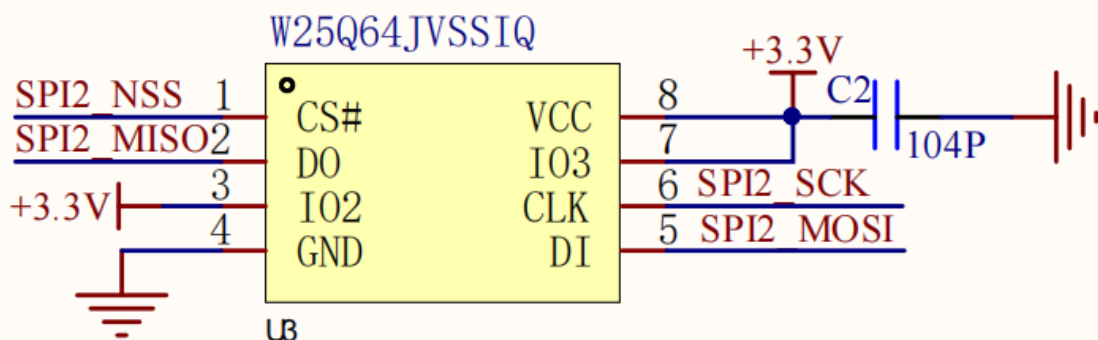 W25Q64JVSSIQ
+3.3V
SPI2_NSS 1 CS# VCC 8 C2
SPI2_MISO 2 DO IO3 7 104P
+3.3V 3 IO2 CLK 6 SPI2_SCK
4 GND DI 5 SPI2_MOSI
U3